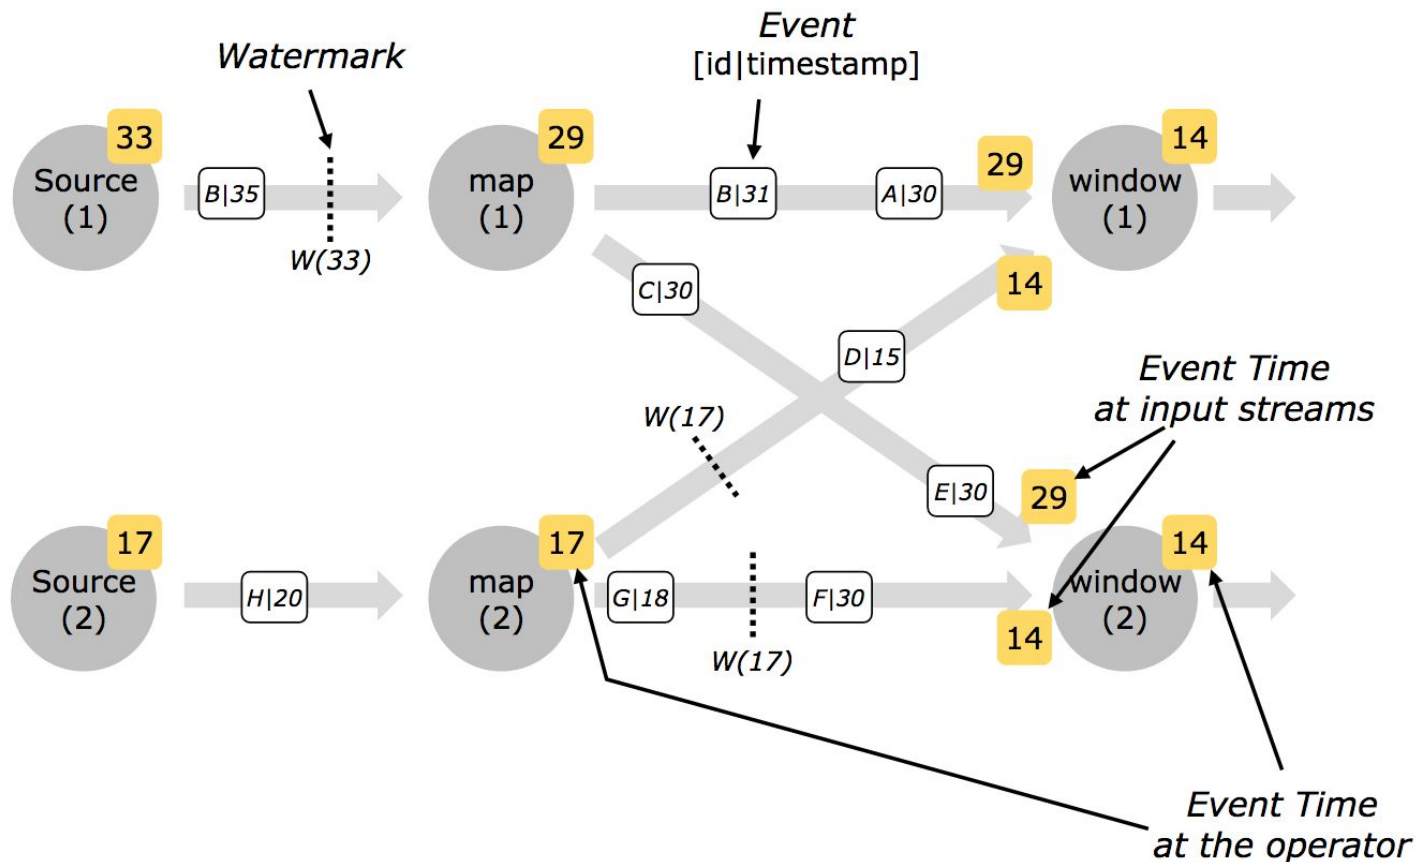 Watermark
Event
[id|timestamp]
33
29
14
Source
(1)
B|35
W(33)
map
(1)
B|31
A|30
29
window
(1)
14
C|30
D|15
W(17)
Event Time
at input streams
E|30
29
17
Source
(2)
H|20
17
map
(2)
G|18
W(17)
F|30
14
window
(2)
14
Event Time
at the operator